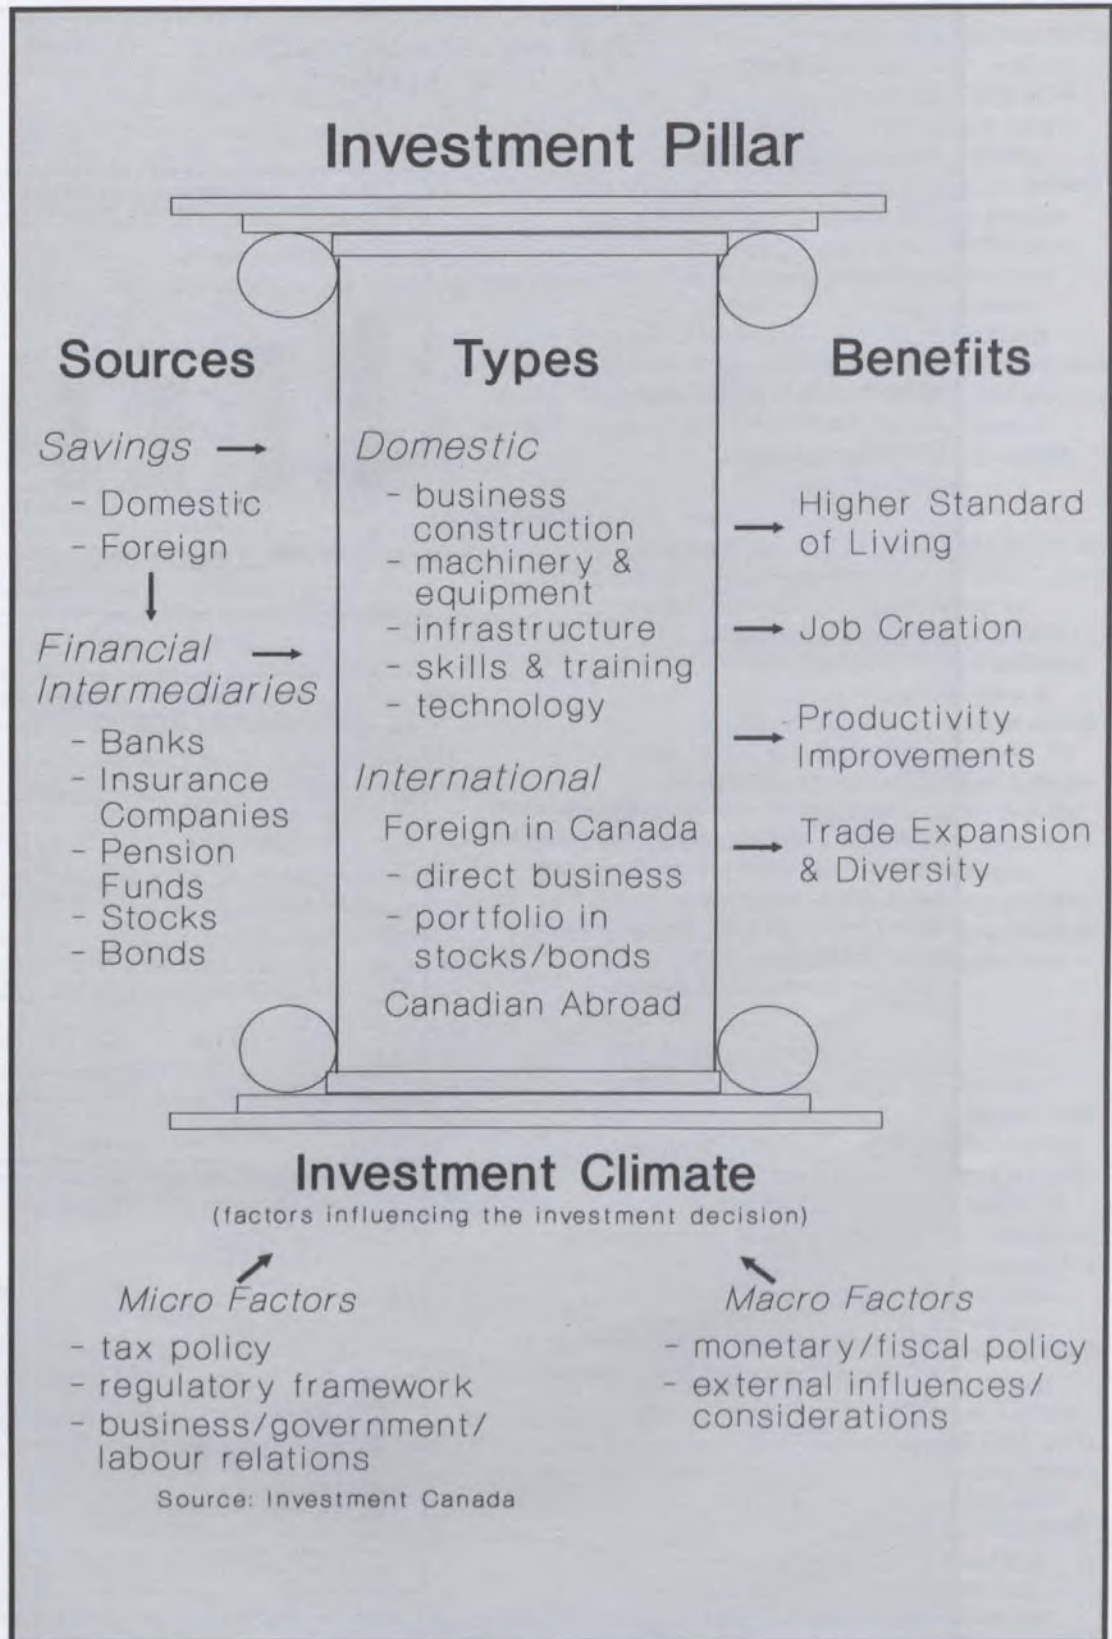 Investment Pillar
Sources
Savings
- Domestic
- Foreign
Financial
Intermediaries
- Banks
- Insurance
Companies
- Pension
Funds
- Stocks
- Bonds
Types
Domestic
- business
construction
- machinery &
equipment
- infrastructure
- skills & training
- technology
International
Foreign in Canada
- direct business
- portfolio in
stocks/bonds
Canadian Abroad
Benefits
Higher Standard
of Living
Job Creation
Productivity
Improvements
Trade Expansion
& Diversity
Investment Climate
(factors influencing the investment decision)
Micro Factors
- tax policy
- regulatory framework
- business/government/
labour relations
Macro Factors
- monetary/fiscal policy
- external influences/
considerations
Source: Investment Canada